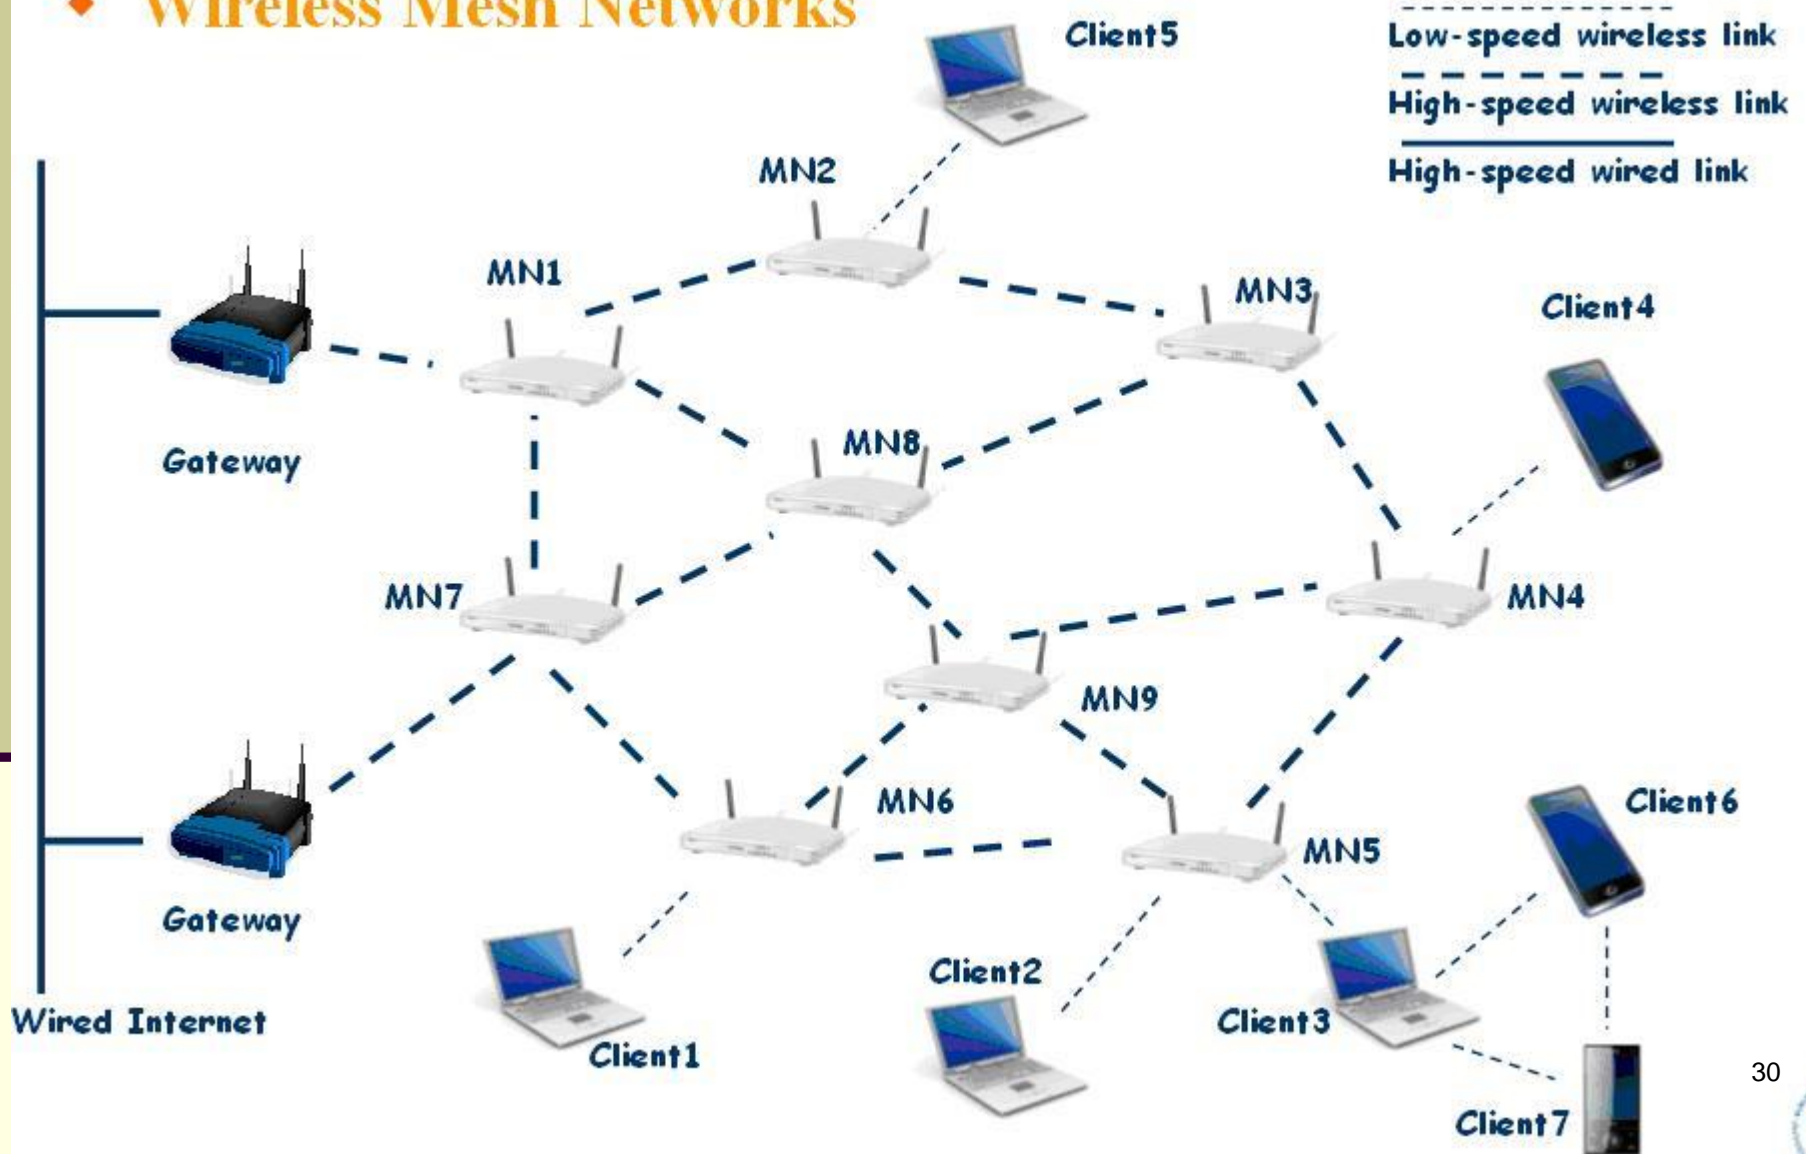 Wireless Mesh Networks
Client5
Low-speed wireless link
High-speed wireless link
High-speed wired link
MN2
MN1
MN3
Client4
Gateway
MN8
MN7
MN4
MN9
MN6
Client6
MN5
Gateway
Client2
Wired Internet
Client3
Client1
30
Client7